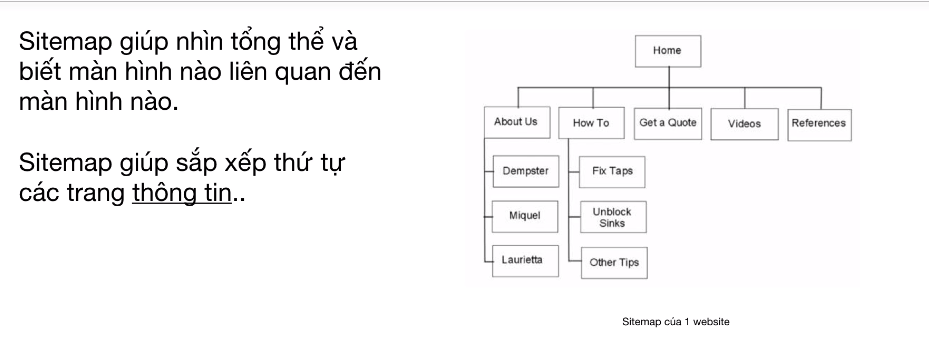 Sitemap giúp nhìn tổng thể và
biết màn hình nào liên quan đến
màn hình nào.
Sitemap giúp sắp xếp thứ tự
các trang thông tin..
Home
About Us
How To
Get a Quote
Videos
References
Dempster
Fix Taps
Miquel
Unblock
Sinks
Laurietta
Other Tips
Sitemap của 1 website